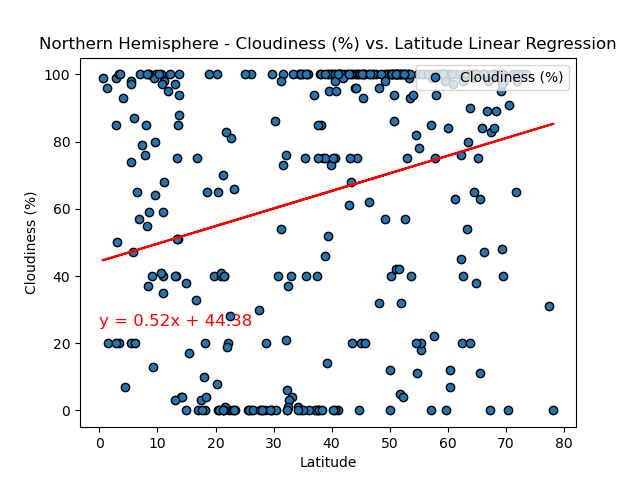 Northern Hemisphere - Cloudiness (%) vs. Latitude Linear Regression
Cloudiness (%)
100
80
60
40
20
0
Cloudiness (%)
y = 0.52x + 44.38
0 10 20 30 40 50 60 70 80
Latitude